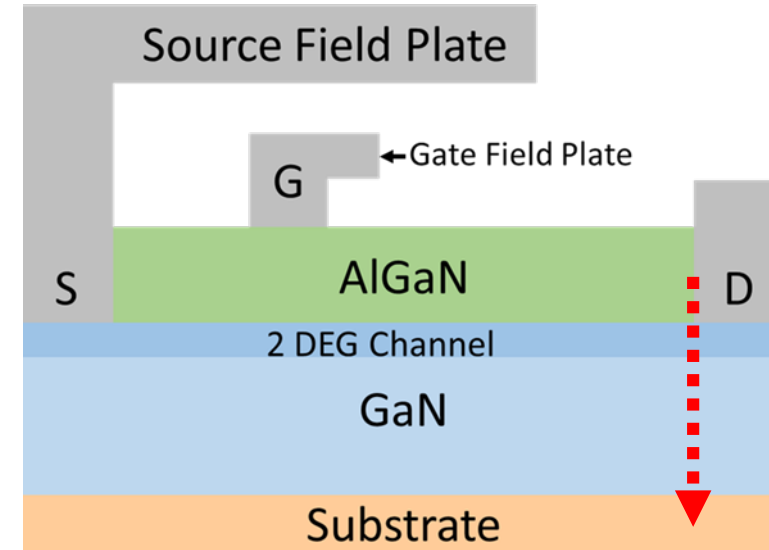 Source Field Plate
Gate Field Plate
G
AlGaN
S
D
2 DEG Channel
GaN
Substrate